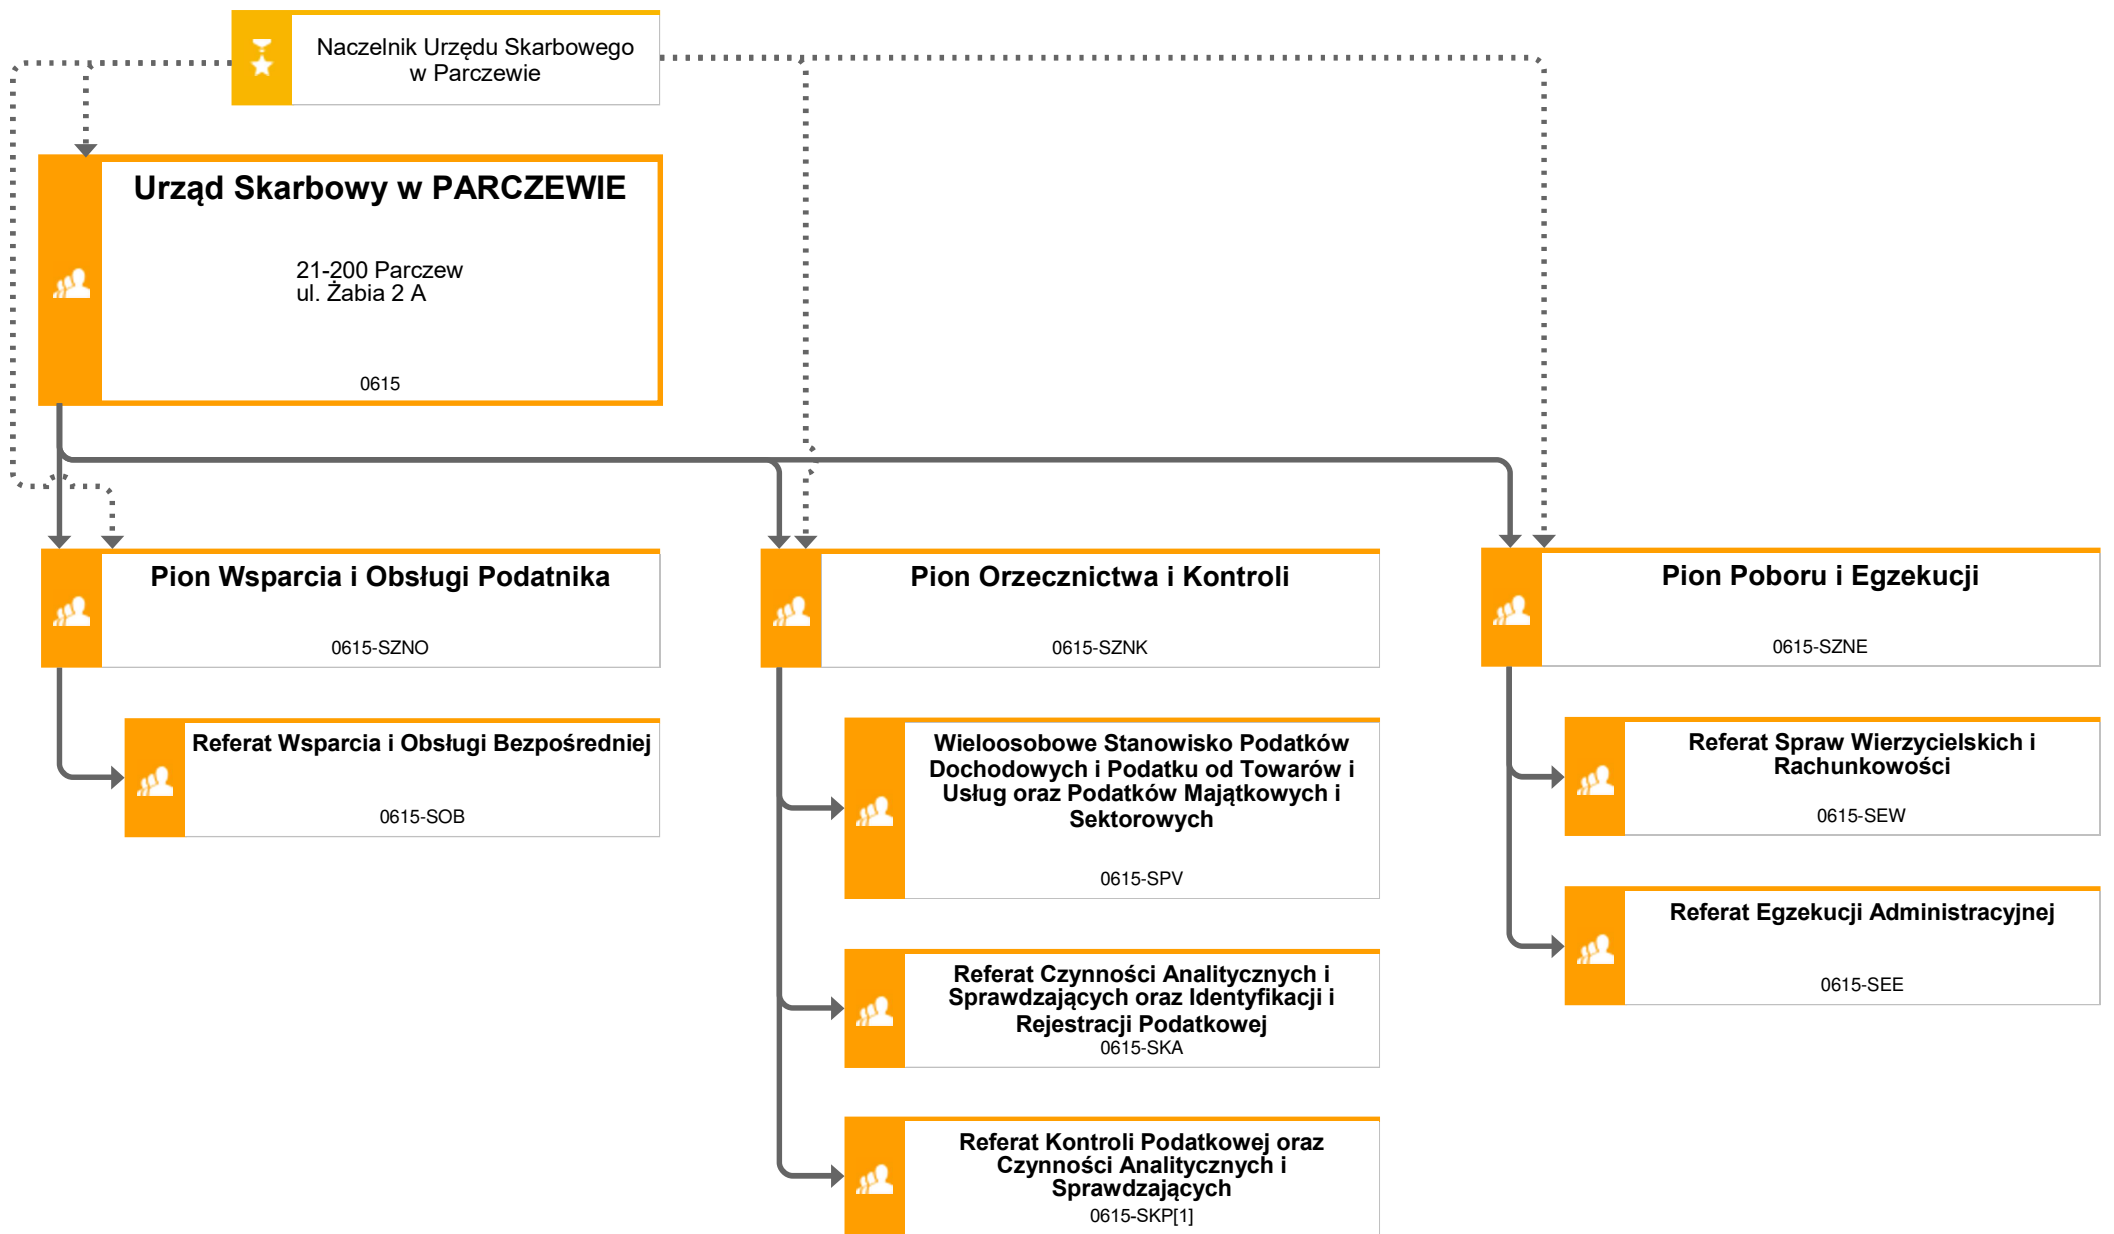 Naczelnik Urzędu Skarbowego
w Parczewie
Urząd Skarbowy w PARCZEWIE
21-200 Parczew
ul. Żabia 2 A
0615
Pion Wsparcia i Obsługi Podatnika
0615-SZNO
Referat Wsparcia i Obsługi Bezpośredniej
0615-SOB
Pion Orzecznictwa i Kontroli
0615-SZNK
Wieloosobowe Stanowisko Podatków
Dochodowych i Podatku od Towarów i
Usług oraz Podatków Majątkowych i
Sektorowych
0615-SPV
Referat Czynności Analitycznych i
Sprawdzających oraz Identyfikacji i
Rejestracji Podatkowej
0615-SKA
Referat Kontroli Podatkowej oraz
Czynności Analitycznych i
Sprawdzających
0615-SKP[1]
Pion Poboru i Egzekucji
0615-SZNE
Referat Spraw Wierzycielskich i
Rachunkowości
0615-SEW
Referat Egzekucji Administracyjnej
0615-SEE